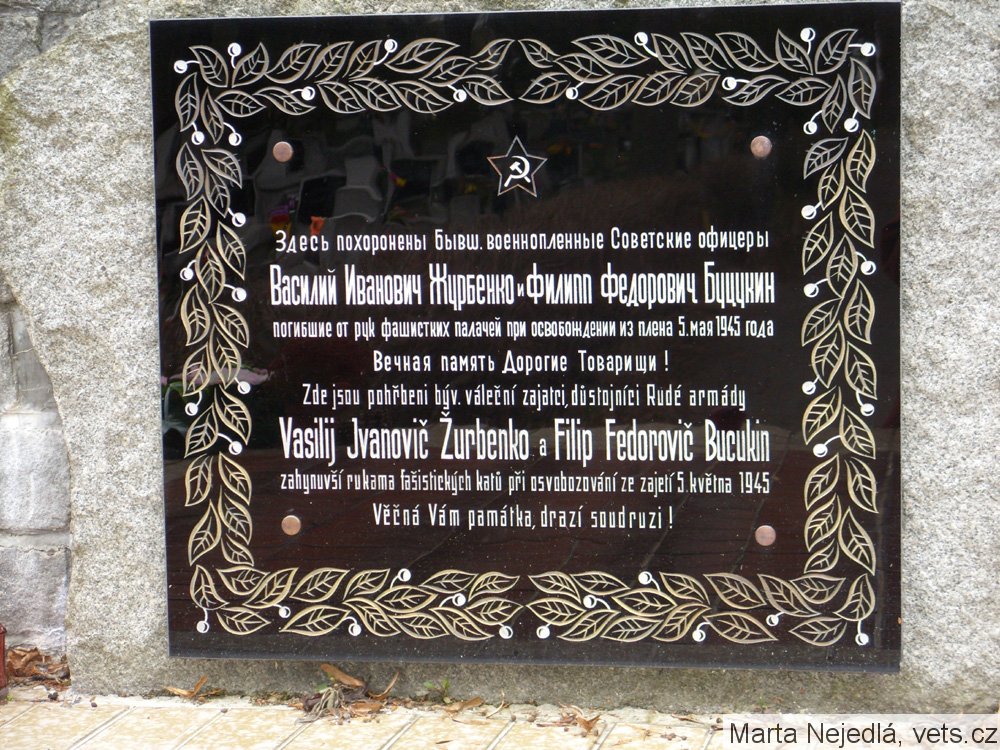 Здесь похоронены Бывш. военнопленные Советские офицеры
Василий Иванович Журбенко и Филипп Федорович Буцукин
погибшие от рук фашистких палачей при освобождении из плена 5. мая 1945 года
Вечная память Дорогие Товарищи!
Zde jsou pohřbeni býv. váleční zajatci, důstojníci Rudé armády
Vasilij Jvanovič Žurbenko a Filip Fedorovič Bucukin
zahynuvší rukama fašistických katů při osvobozování ze zajetí 5. května 1945
Věčná Vám památka, drazí soudruzi!
Marta Nejedlá, vets.cz